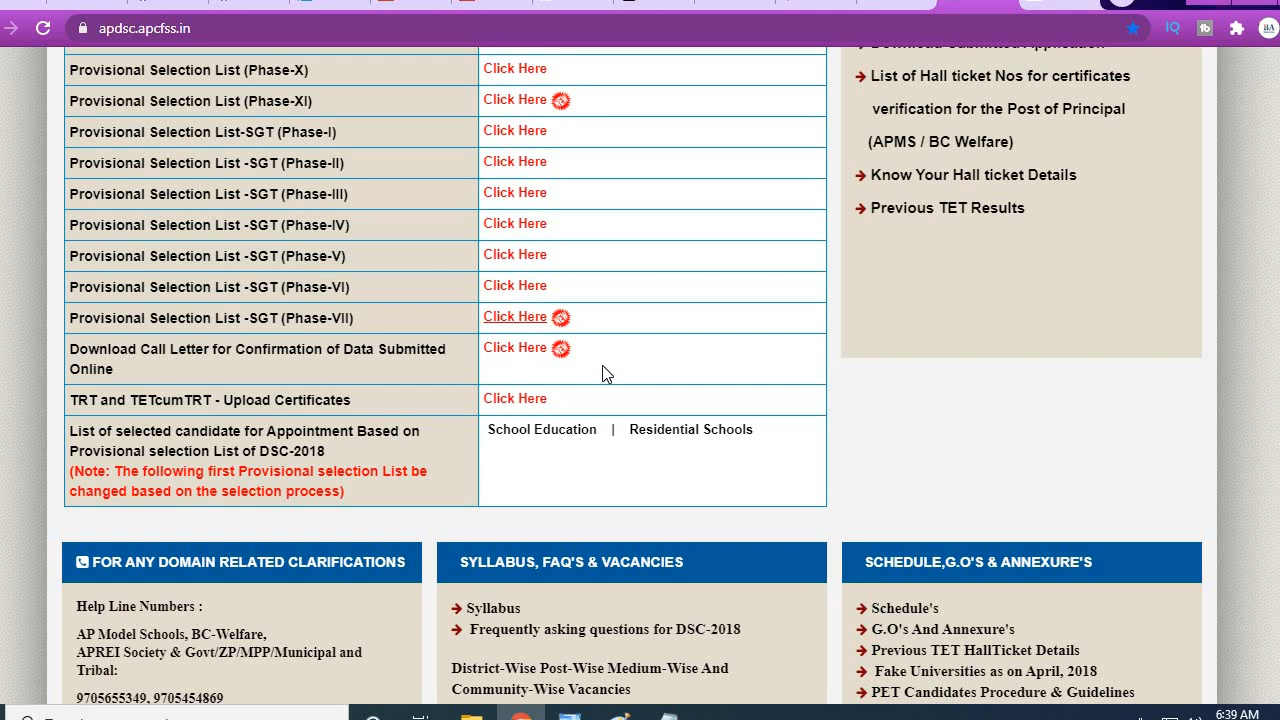 apdsc.apcfss.in
Provisional Selection List (Phase-X) Click Here
Provisional Selection List (Phase-XI) Click Here
Provisional Selection List-SGT (Phase-I) Click Here
Provisional Selection List -SGT (Phase-II) Click Here
Provisional Selection List -SGT (Phase-III) Click Here
Provisional Selection List -SGT (Phase-IV) Click Here
Provisional Selection List -SGT (Phase-V) Click Here
Provisional Selection List -SGT (Phase-VI) Click Here
Provisional Selection List -SGT (Phase-VII) Click Here
Download Call Letter for Confirmation of Data Submitted Click Here
Online
TRT and TETcumTRT - Upload Certificates Click Here
List of selected candidate for Appointment Based on School Education | Residential Schools
Provisional selection List of DSC-2018
(Note: The following first Provisional selection List be
changed based on the selection process)
Download Submitted Application
List of Hall ticket Nos for certificates
verification for the Post of Principal
(APMS / BC Welfare)
Know Your Hall ticket Details
Previous TET Results
FOR ANY DOMAIN RELATED CLARIFICATIONS
Help Line Numbers :
AP Model Schools, BC-Welfare,
APREI Society & Govt/ZP/MPP/Municipal and
Tribal:
9705655349, 9705454869
SYLLABUS, FAQ'S & VACANCIES
Syllabus
Frequently asking questions for DSC-2018
District-Wise Post-Wise Medium-Wise And
Community-Wise Vacancies
SCHEDULE,G.O'S & ANNEXURE'S
Schedule's
G.O's And Annexure's
Previous TET HallTicket Details
Fake Universities as on April, 2018
PET Candidates Procedure & Guidelines
6:39 AM